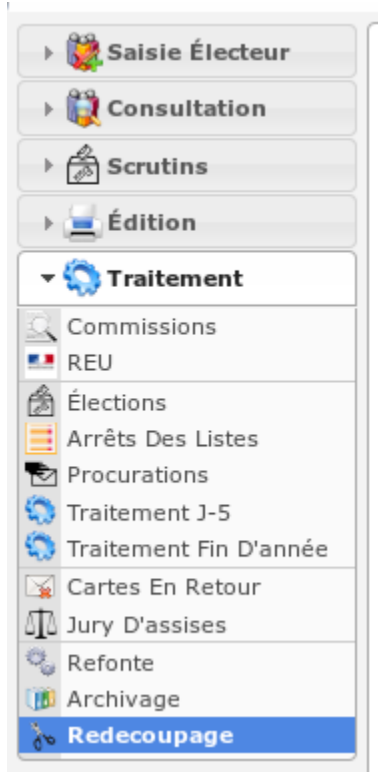 Saisie Électeur
Consultation
Scrutins
Édition
Traitement
Commissions
REU
Élections
Arrêts Des Listes
Procurations
Traitement J-5
Traitement Fin D'année
Cartes En Retour
Jury D'assises
Refonte
Archivage
Redecoupage